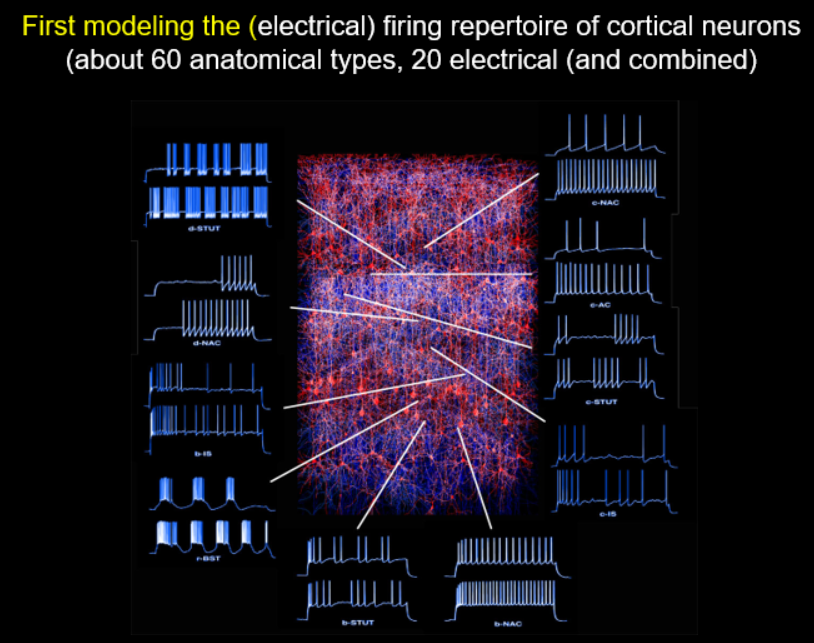 First modeling the (electrical) firing repertoire of cortical neurons
(about 60 anatomical types, 20 electrical (and combined)
d-STUT
c-NAC
c-AC
d-NAC
c-STUT
b-IS
c-IS
r-BST
b-STUT
b-NAC